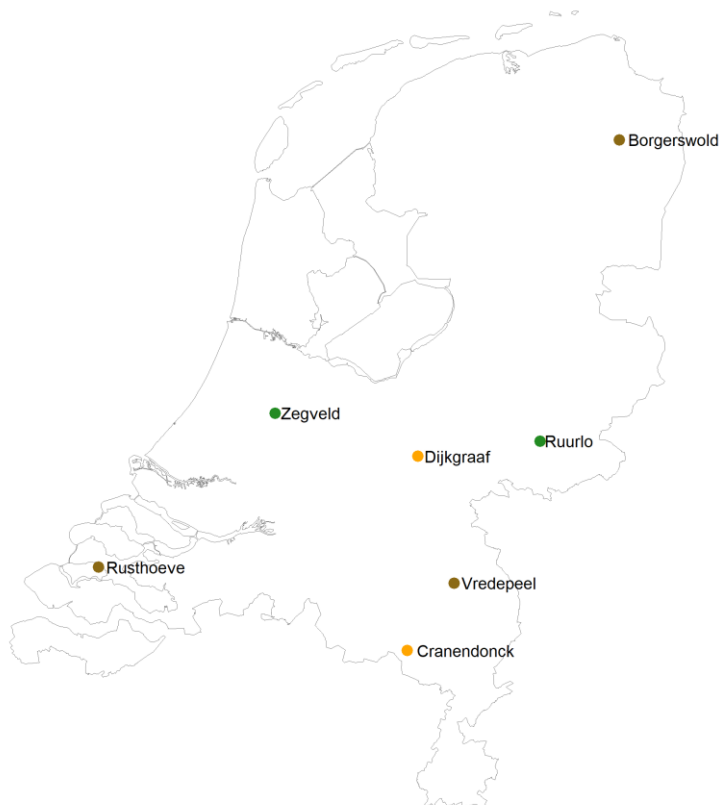 Borgerswold
Zegveld
Ruurlo
Dijkgraaf
Rusthoeve
Vredepeel
Cranendonck